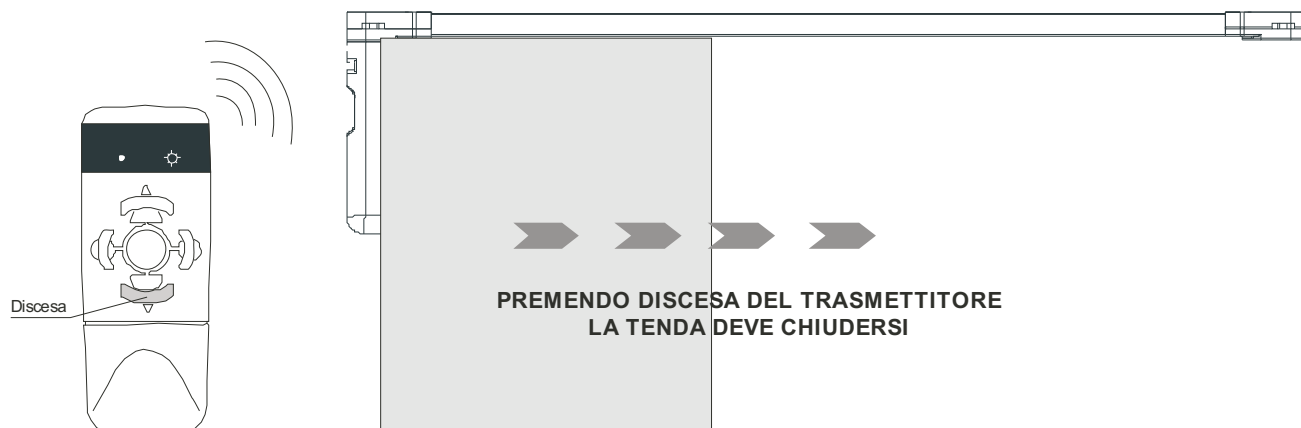 Discesa
PREMENDO DISCESA DEL TRASMETTITORE
LA TENDA DEVE CHIUDERSI